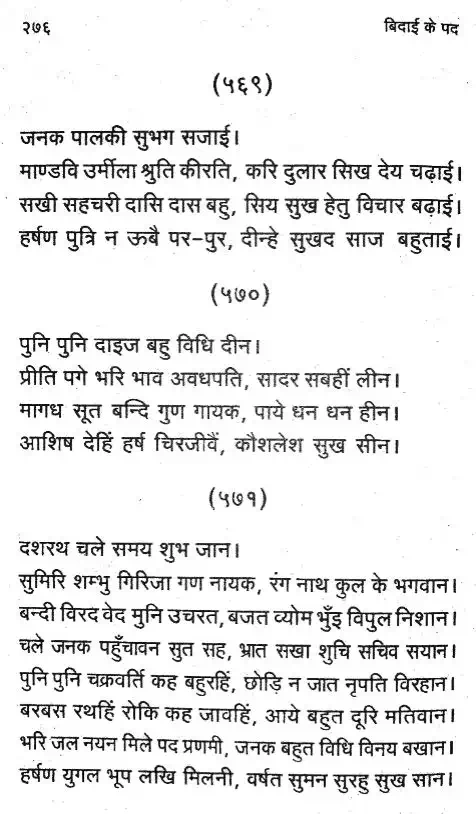 २७६ बिदाई के पद
(५६९)
जनक पालकी सुभग सजाई।
माण्डवि उर्मीला श्रुति कीरति, करि दुलार सिख देय चढ़ाई।
सखी सहचरी दासि दास बहु, सिय सुख हेतु विचार बढ़ाई।
हर्षण पुत्रि न ऊबै पर-पुर, दीन्हे सुखद साज बहुताई।
(५७०)
पुनि पुनि दाइज बहु विधि दीन।
प्रीति पगे भरि भाव अवधपति, सादर सबहीं लीन।
मागध सूत बन्दि गुण गायक, पाये धन धन हीन।
आशिष देहिं हर्ष चिरजीवैं, कौशलेश सुख सीन।
(५७१)
दशरथ चले समय शुभ जान।
सुमिरि शम्भु गिरिजा गण नायक, रंग नाथ कुल के भगवान।
बन्दी विरद वेद मुनि उचरत, बजत व्योम भुँइ विपुल निशान।
चले जनक पहुँचावन सुत सह, भ्रात सखा शुचि सचिव सयान।
पुनि पुनि चक्रवर्ति कह बहुरहिं, छोड़ि न जात नृपति विरहान।
बरबस रथहिं रोकि कह जावहिं, आये बहुत दूरि मतिवान।
भरि जल नयन मिले पद प्रणमी, जनक बहुत विधि विनय बखान।
हर्षण युगल भूप लखि मिलनी, वर्षत सुमन सुरहु सुख सान।